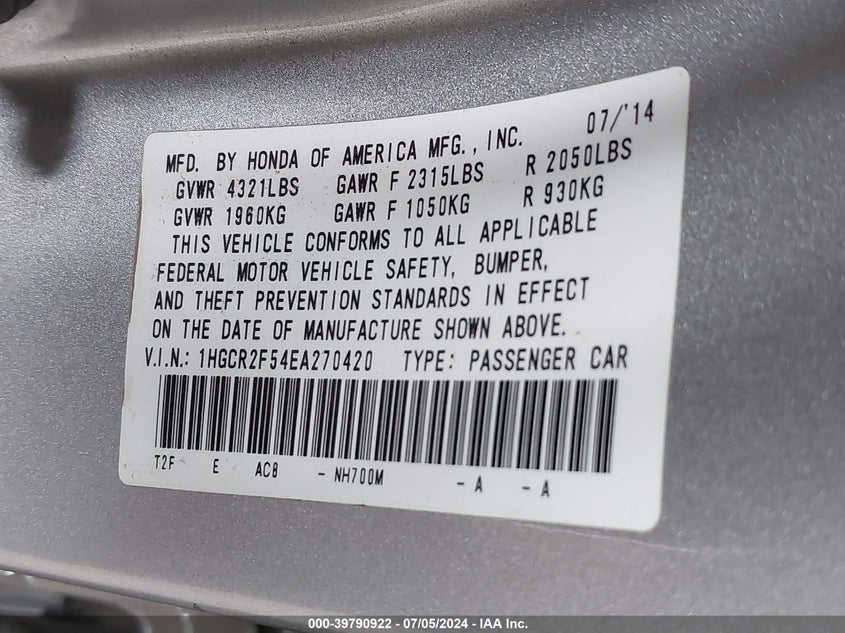 07/'14
MFD. BY HONDA OF AMERICA MFG., INC.
GVWR 4321LBS GAWR F 2315LBS R 2050LBS
GVWR 1960KG GAWR F 1050KG R 930KG
THIS VEHICLE CONFORMS TO ALL APPLICABLE
FEDERAL MOTOR VEHICLE SAFETY, BUMPER,
AND THEFT PREVENTION STANDARDS IN EFFECT
ON THE DATE OF MANUFACTURE SHOWN ABOVE.
V.I.N.: 1HGCR2F54EA270420 TYPE: PASSENGER CAR
T2F E AC8 - NH700M - A - A
000-39790922 - 07/05/2024 - IAA Inc.